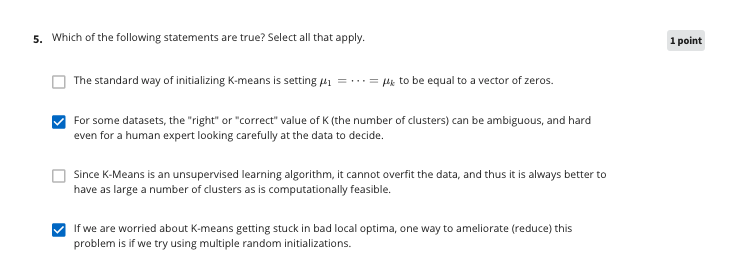 5. Which of the following statements are true? Select all that apply.
1 point
The standard way of initializing K-means is setting μ₁ = ⋯ = μₖ to be equal to a vector of zeros.
For some datasets, the "right" or "correct" value of K (the number of clusters) can be ambiguous, and hard
even for a human expert looking carefully at the data to decide.
Since K-Means is an unsupervised learning algorithm, it cannot overfit the data, and thus it is always better to
have as large a number of clusters as is computationally feasible.
If we are worried about K-means getting stuck in bad local optima, one way to ameliorate (reduce) this
problem is if we try using multiple random initializations.